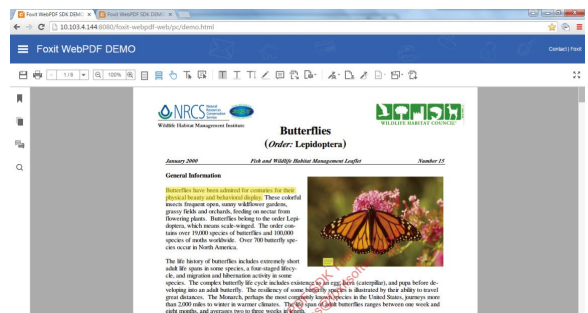 Foxit WebPDF SDK DEMO
Foxit WebPDF SDK DEMO
10.103.4.144:8080/foxit-webpdf-web/pc/demo.html
Foxit WebPDF DEMO
Contact | Foxit
1/8
100%
NRCS
Natural
Resources
Conservation
Service
Wildlife Habitat Management Institute
WILDLIFE HABITAT COUNCIL
Butterflies
(Order: Lepidoptera)
January 2000 Fish and Wildlife Habitat Management Leaflet Number 15
General Information
Butterflies have been admired for centuries for their
physical beauty and behavioral display. These colorful
insects frequent open, sunny wildflower gardens,
grassy fields and orchards, feeding on nectar from
flowering plants. Butterflies belong to the order Lepi-
doptera, which means scale-winged. The order con-
tains over 19,000 species of butterflies and 100,000
species of moths worldwide. Over 700 butterfly spe-
cies occur in North America.
The life history of butterflies includes extremely short
adult life spans in some species, a four-staged lifecy-
cle, and migration and hibernation activity in some
species. The complex butterfly life cycle includes existence as an egg, larva (caterpillar), and pupa before de-
veloping into an adult butterfly. The resiliency of some butterfly species is illustrated by their ability to travel
great distances. The Monarch, perhaps the most commonly known species in the United States, journeys more
than 2,000 miles to winter in warmer climates. The life span of adult butterflies ranges between one week and
eight months, and averages two to three weeks in length.